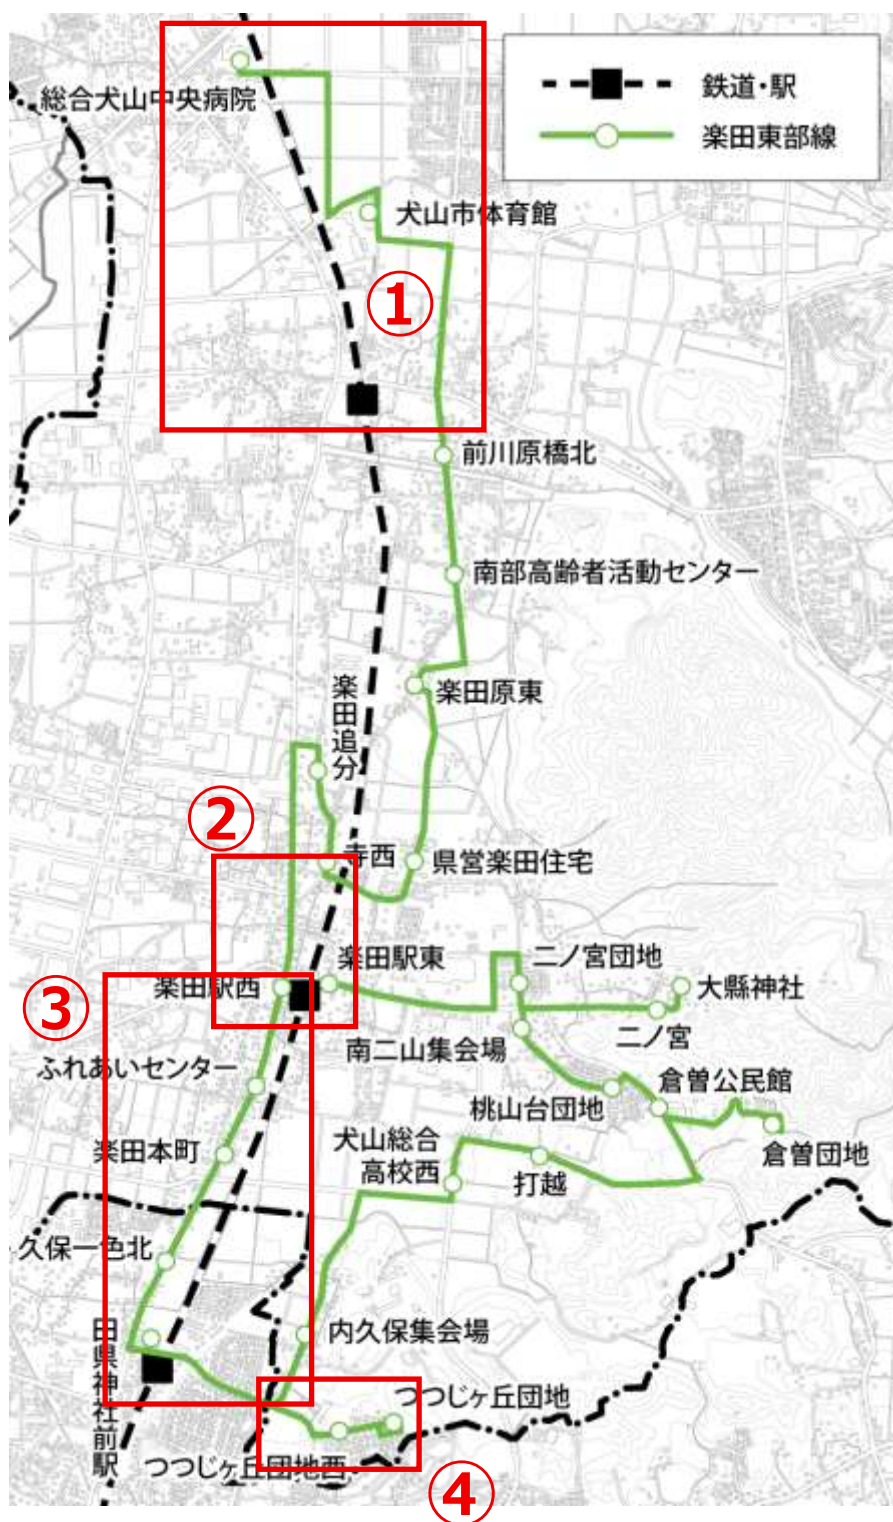 鉄道・駅
楽田東部線
総合犬山中央病院
犬山市体育館
①
前川原橋北
南部高齢者活動センター
楽田原東
楽田追分
②
寺西
県営楽田住宅
楽田駅東
二ノ宮団地
楽田駅西
大縣神社
③
南二山集会場
二ノ宮
ふれあいセンター
桃山台団地
倉曽公民館
楽田本町
犬山総合
高校西
打越
倉曽団地
久保一色北
内久保集会場
田県神社前駅
つつじヶ丘団地
つつじヶ丘団地西
④